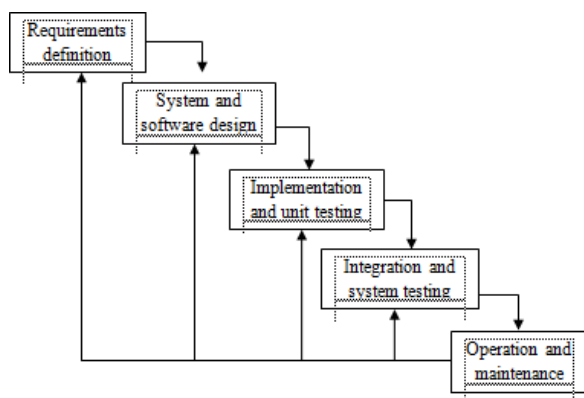 Requirements
definition
System and
software design
Implementation
and unit testing
Integration and
system testing
Operation and
maintenance